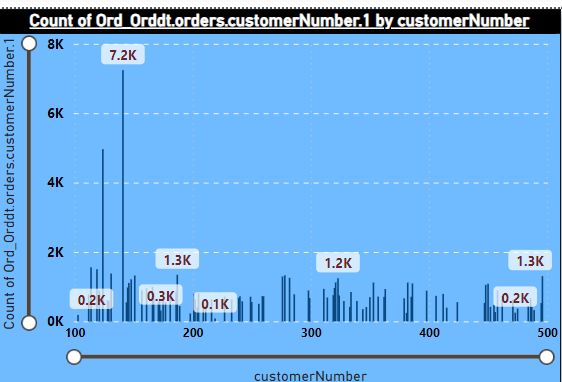 Count of Ord_Orddt.orders.customerNumber.1 by customerNumber
Count of Ord_Orddt.orders.customerNumber.1
8K
7.2K
6K
4K
2K
1.3K
1.2K
1.3K
0.2K
0.3K
0.1K
0.2K
0K
100
200
300
400
500
customerNumber